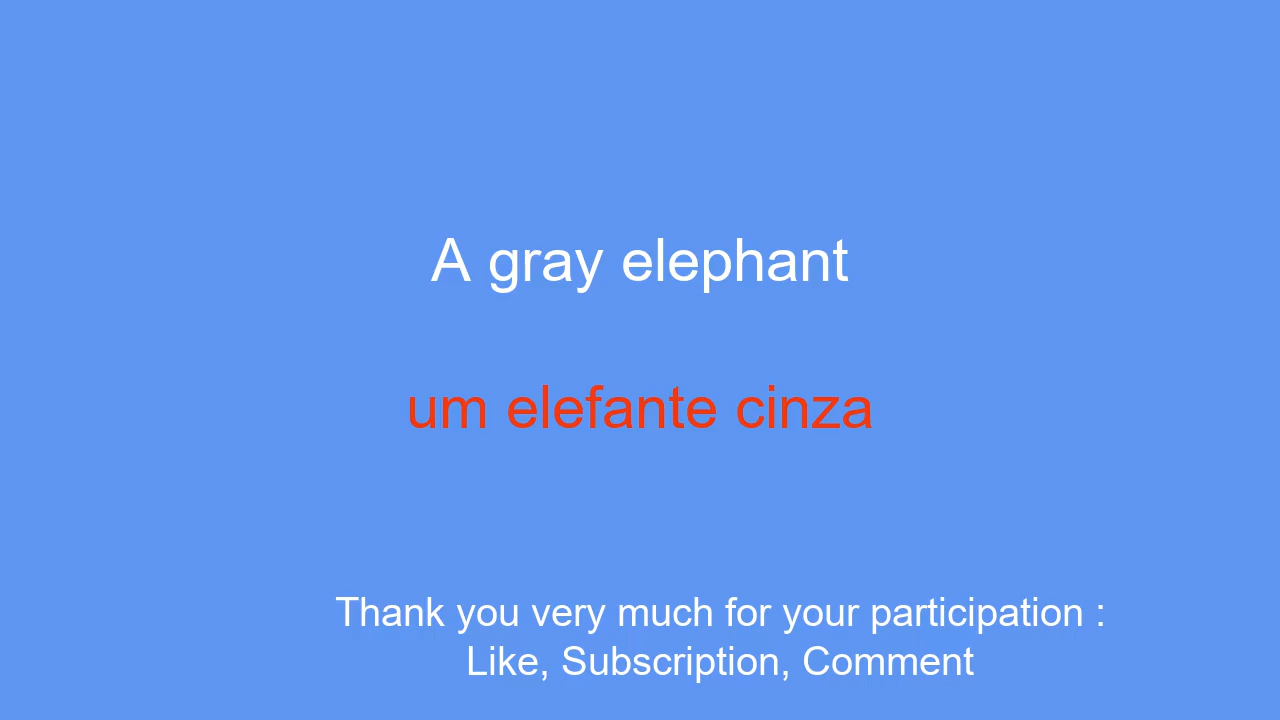 A gray elephant
um elefante cinza
Thank you very much for your participation :
Like, Subscription, Comment